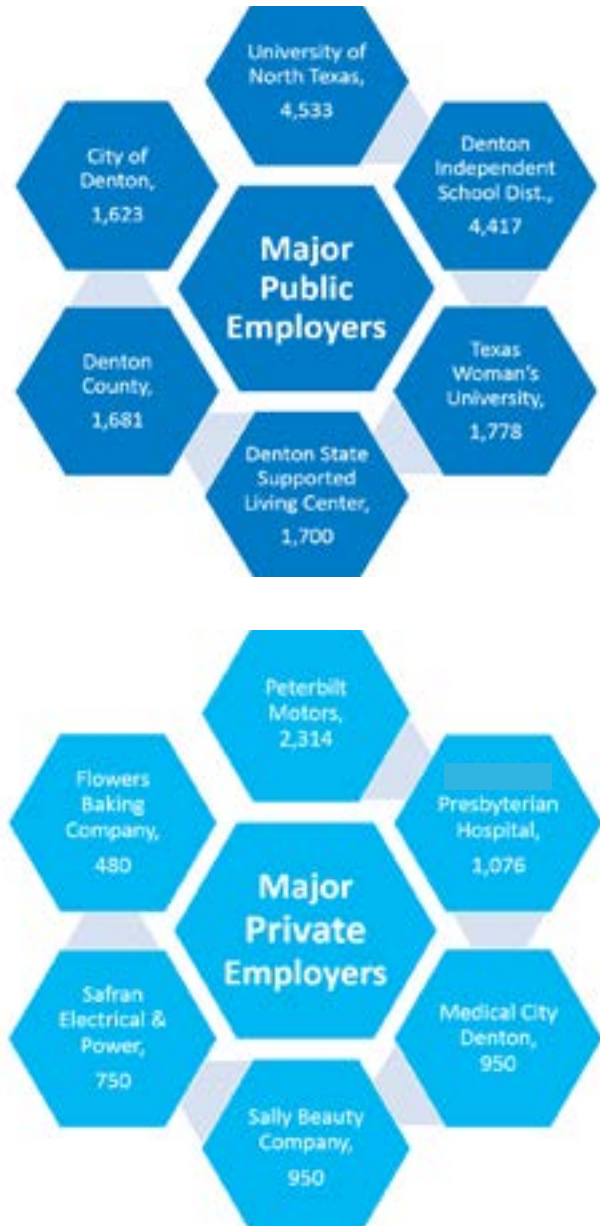 University of
North Texas,
4,533
Denton
Independent
School Dist.,
4,417
Texas
Woman's
University,
1,778
Denton State
Supported
Living Center,
1,700
Denton
County,
1,681
City of
Denton,
1,623
Major
Public
Employers
Peterbilt
Motors,
2,314
Presbyterian
Hospital,
1,076
Medical City
Denton,
950
Sally Beauty
Company,
950
Safran
Electrical &
Power,
750
Flowers
Baking
Company,
480
Major
Private
Employers